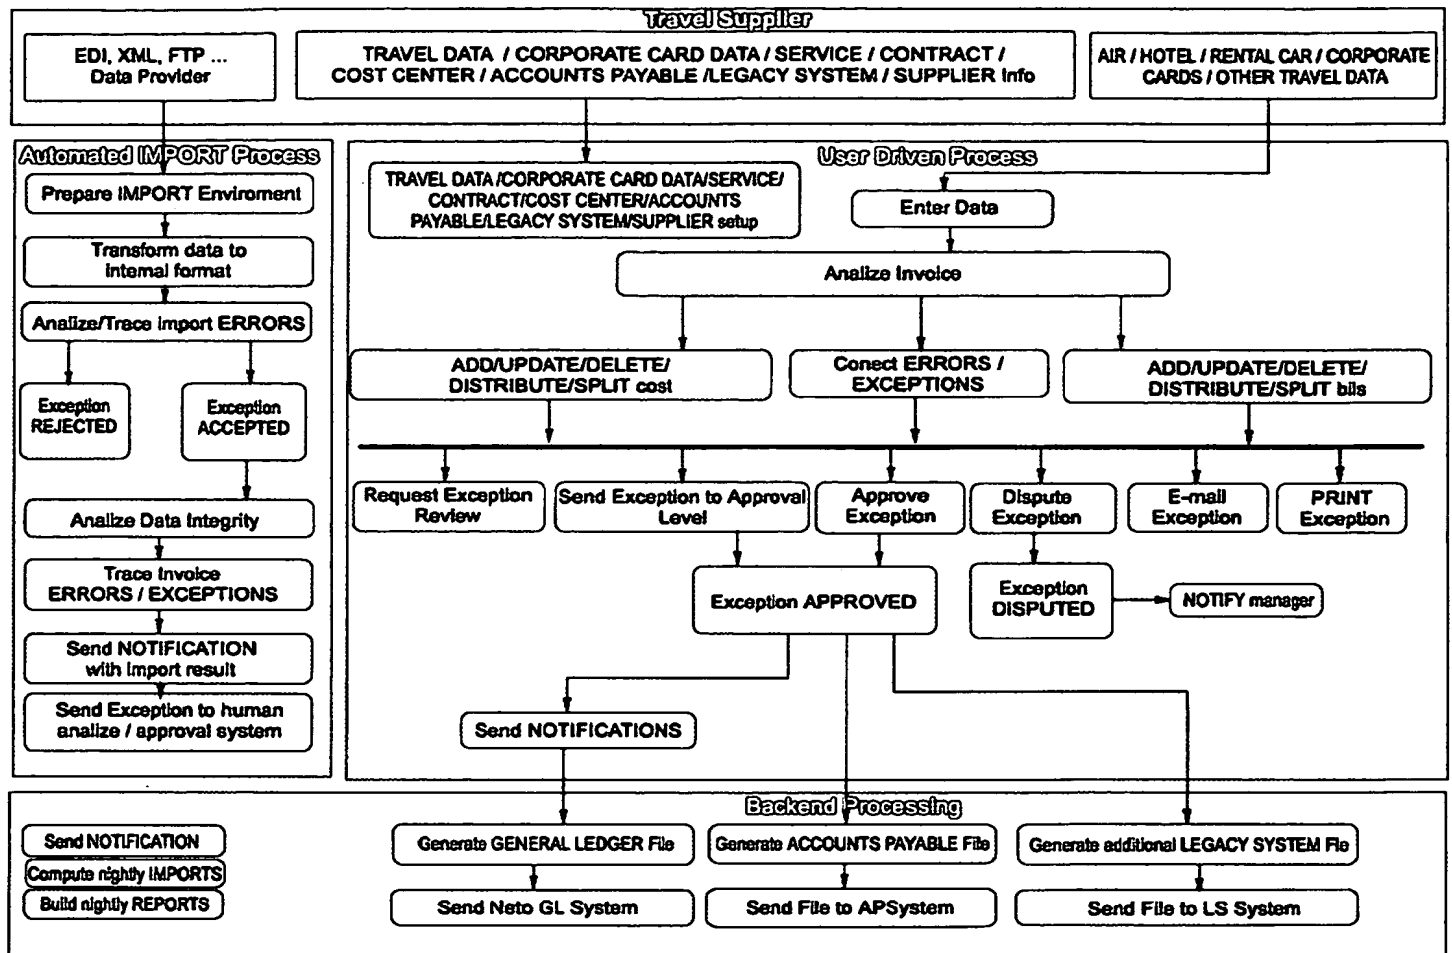 Travel Supplier
EDI, XML, FTP ...
Data Provider
TRAVEL DATA / CORPORATE CARD DATA / SERVICE / CONTRACT /
COST CENTER / ACCOUNTS PAYABLE /LEGACY SYSTEM / SUPPLIER Info
AIR / HOTEL / RENTAL CAR / CORPORATE
CARDS / OTHER TRAVEL DATA
Automated IMPORT Process
Prepare IMPORT Enviroment
Transform data to
internal format
Analize/Trace import ERRORS
Exception
REJECTED
Exception
ACCEPTED
Analize Data Integrity
Trace Invoice
ERRORS / EXCEPTIONS
Send NOTIFICATION
with import result
Send Exception to human
analize / approval system
User Driven Process
TRAVEL DATA /CORPORATE CARD DATA/SERVICE/
CONTRACT/COST CENTER/ACCOUNTS
PAYABLE/LEGACY SYSTEM/SUPPLIER setup
Enter Data
Analize Invoice
ADD/UPDATE/DELETE/
DISTRIBUTE/SPLIT cost
Conect ERRORS /
EXCEPTIONS
ADD/UPDATE/DELETE/
DISTRIBUTE/SPLIT bils
Request Exception
Review
Send Exception to Approval
Level
Approve
Exception
Dispute
Exception
E-mail
Exception
PRINT
Exception
Exception APPROVED
Exception
DISPUTED
NOTIFY manager
Send NOTIFICATIONS
Backend Processing
Send NOTIFICATION
Compute nightly IMPORTS
Build nightly REPORTS
Generate GENERAL LEDGER File
Generate ACCOUNTS PAYABLE File
Generate additional LEGACY SYSTEM File
Send Neto GL System
Send File to APSystem
Send File to LS System